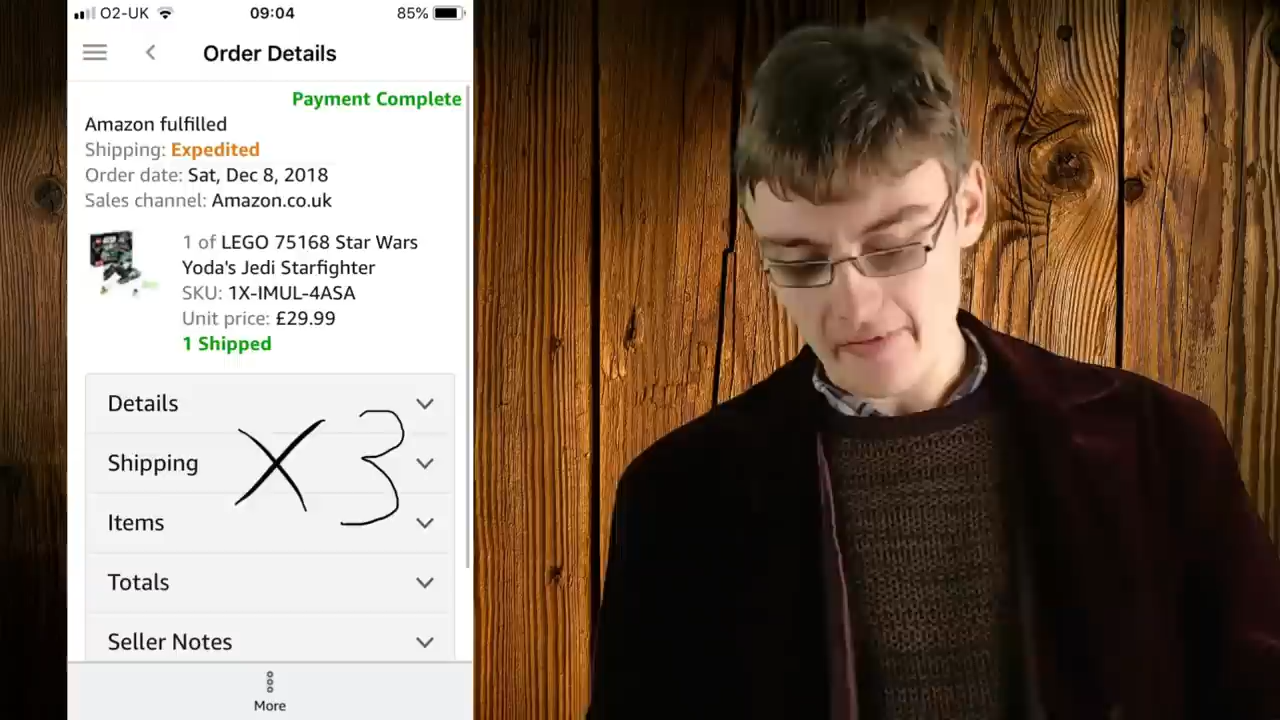 O2-UK 09:04 85%
Order Details
Payment Complete
Amazon fulfilled
Shipping: Expedited
Order date: Sat, Dec 8, 2018
Sales channel: Amazon.co.uk
1 of LEGO 75168 Star Wars
Yoda's Jedi Starfighter
SKU: 1X-IMUL-4ASA
Unit price: £29.99
1 Shipped
Details
Shipping
X3
Items
Totals
Seller Notes
More